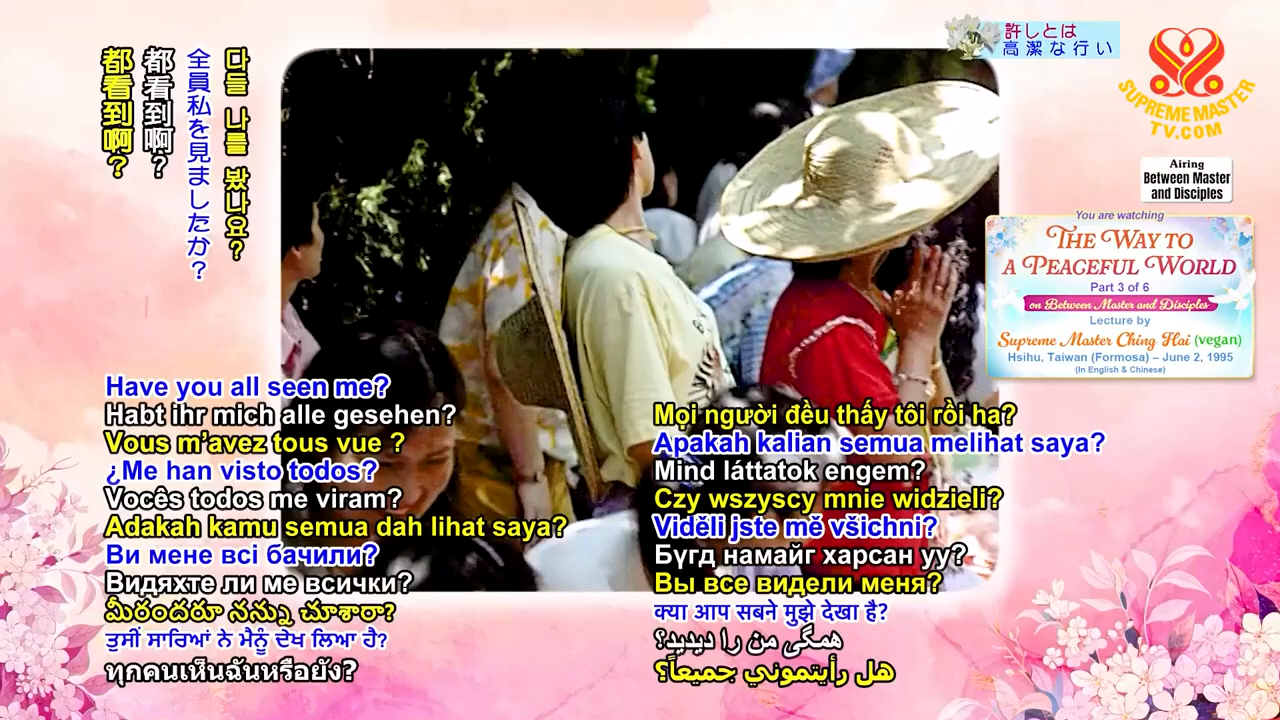 許しとは
高潔な行い
SUPREME MASTER
TV.COM
Airing
Between Master
and Disciples
You are watching
THE WAY TO
A PEACEFUL WORLD
Part 3 of 6
on Between Master and Disciples
Lecture by
Supreme Master Ching Hai (vegan)
Hsihu, Taiwan (Formosa) – June 2, 1995
(In English & Chinese)
다들 나를 봤나요?
全員私を見ましたか?
都看到啊?
都看到啊?
Have you all seen me?
Habt ihr mich alle gesehen?
Vous m’avez tous vue ?
¿Me han visto todos?
Vocês todos me viram?
Adakah kamu semua dah lihat saya?
Ви мене всі бачили?
Видяхте ли ме всички?
మీరందరూ నన్ను చూశారా?
ਤੁਸੀਂ ਸਾਰਿਆਂ ਨੇ ਮੈਨੂੰ ਦੇਖ ਲਿਆ ਹੈ?
ทุกคนเห็นฉันหรือยัง?
Mọi người đều thấy tôi rồi hả?
Apakah kalian semua melihat saya?
Mind láttatok engem?
Czy wszyscy mnie widzieli?
Viděli jste mě všichni?
Бүгд намайг харсан уу?
Вы все видели меня?
क्या आप सबने मुझे देखा है?
همگی من را دیدید؟
هل رأيتموني جميعاً؟